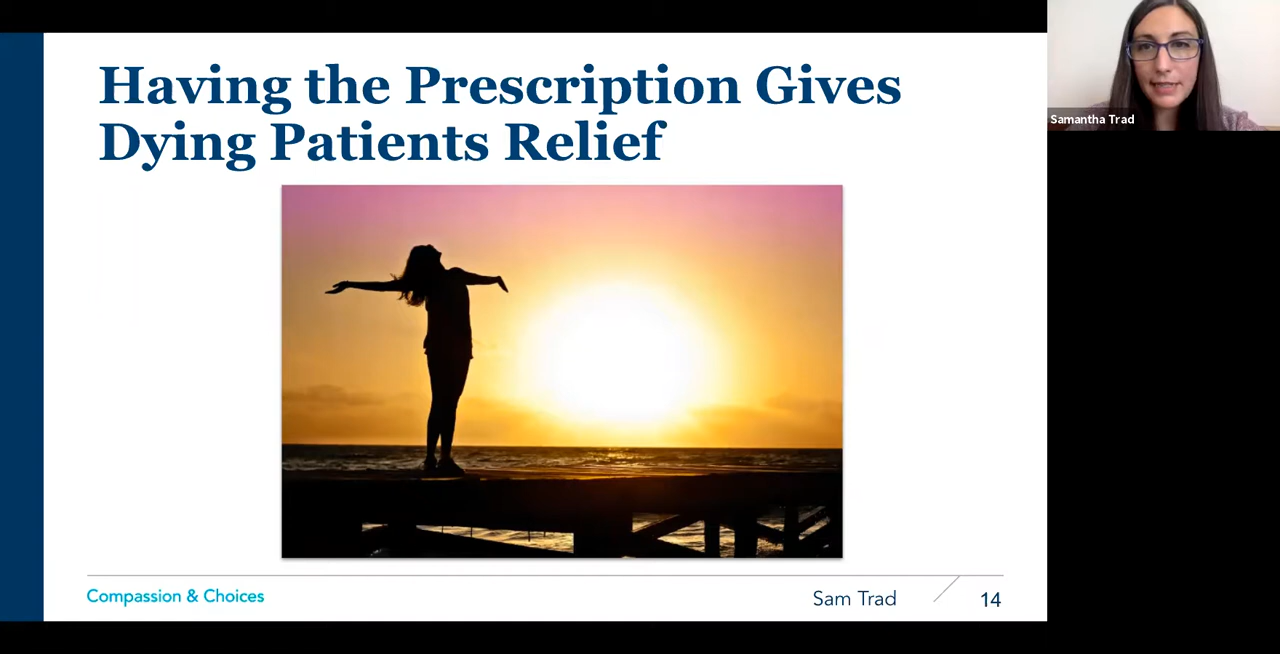 Having the Prescription Gives
Dying Patients Relief
Samantha Trad
Compassion & Choices
Sam Trad
14